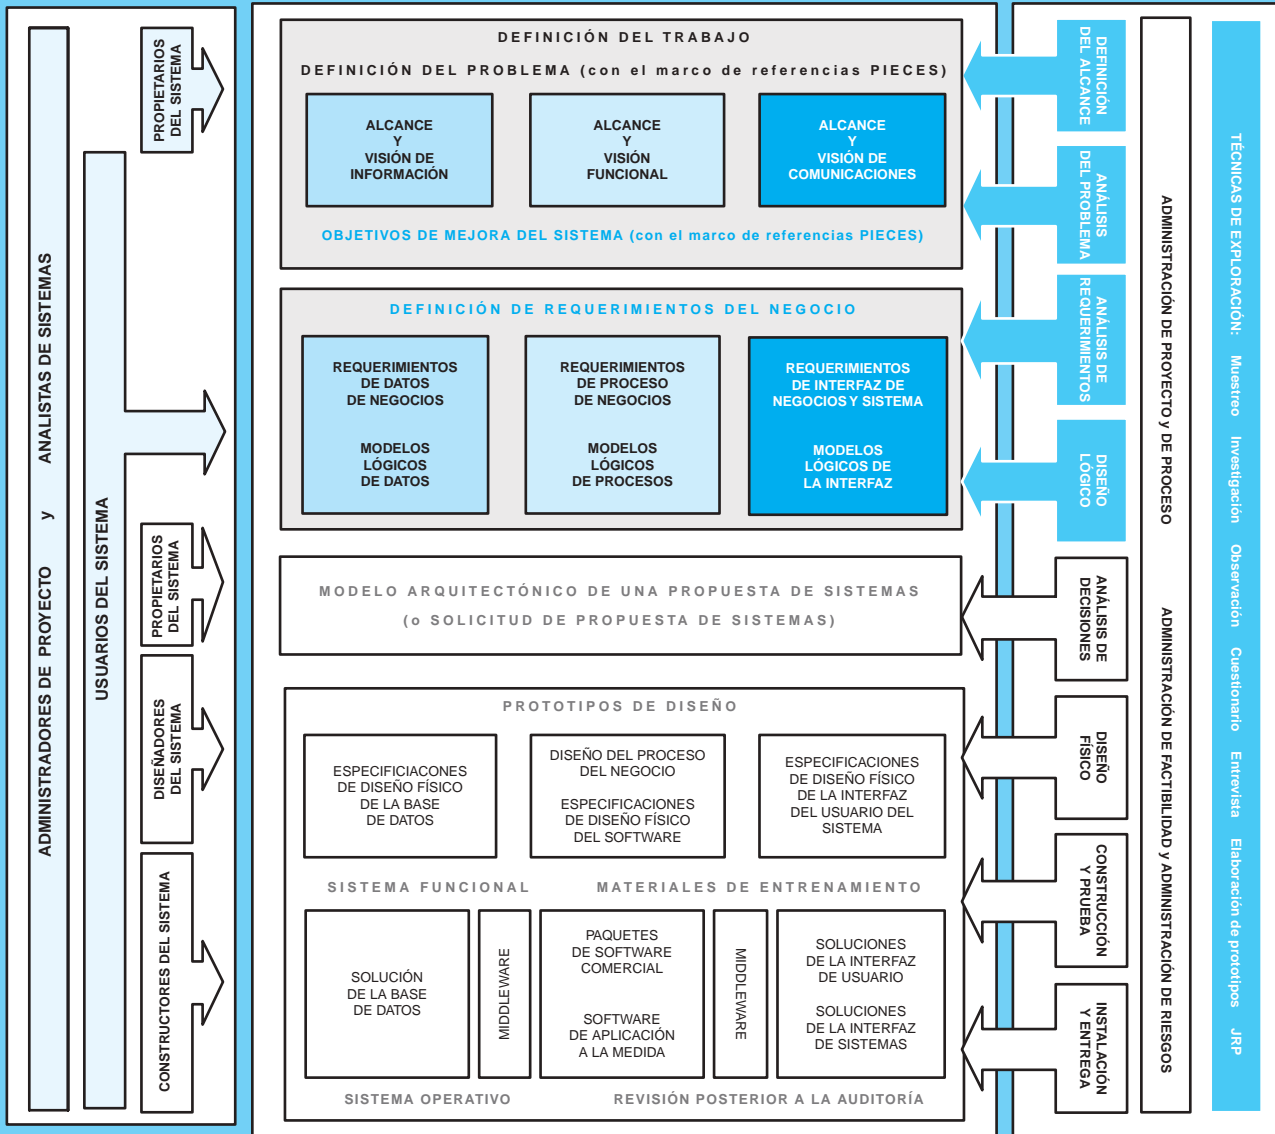 ADMINISTRADORES DE PROYECTO y ANALISTAS DE SISTEMAS
USUARIOS DEL SISTEMA
PROPIETARIOS
DEL SISTEMA
PROPIETARIOS
DEL SISTEMA
DISEÑADORES
DEL SISTEMA
CONSTRUCTORES DEL SISTEMA
DEFINICIÓN DEL TRABAJO
DEFINICIÓN DEL PROBLEMA (con el marco de referencias PIECES)
ALCANCE
Y
VISIÓN DE
INFORMACIÓN
ALCANCE
Y
VISIÓN
FUNCIONAL
ALCANCE
Y
VISIÓN DE
COMUNICACIONES
OBJETIVOS DE MEJORA DEL SISTEMA (con el marco de referencias PIECES)
DEFINICIÓN DE REQUERIMIENTOS DEL NEGOCIO
REQUERIMIENTOS
DE DATOS
DE NEGOCIOS
MODELOS
LÓGICOS
DE DATOS
REQUERIMIENTOS
DE PROCESO
DE NEGOCIOS
MODELOS
LÓGICOS
DE PROCESOS
REQUERIMIENTOS
DE INTERFAZ DE
NEGOCIOS Y SISTEMA
MODELOS
LÓGICOS DE
LA INTERFAZ
MODELO ARQUITECTÓNICO DE UNA PROPUESTA DE SISTEMAS
(o SOLICITUD DE PROPUESTA DE SISTEMAS)
PROTOTIPOS DE DISEÑO
ESPECIFICIACONES
DE DISEÑO FÍSICO
DE LA BASE
DE DATOS
DISEÑO DEL PROCESO
DEL NEGOCIO
ESPECIFICACIONES
DE DISEÑO FÍSICO
DEL SOFTWARE
ESPECIFICACIONES
DE DISEÑO FÍSICO
DE LA INTERFAZ
DEL USUARIO DEL
SISTEMA
SISTEMA FUNCIONAL
MATERIALES DE ENTRENAMIENTO
SOLUCIÓN
DE LA BASE
DE DATOS
MIDDLEWARE
PAQUETES
DE SOFTWARE
COMERCIAL
SOFTWARE
DE APLICACIÓN
A LA MEDIDA
MIDDLEWARE
SOLUCIONES
DE LA INTERFAZ
DE USUARIO
SOLUCIONES
DE LA INTERFAZ
DE SISTEMAS
SISTEMA OPERATIVO
REVISIÓN POSTERIOR A LA AUDITORÍA
DEFINICIÓN
DEL ALCANCE
ANÁLISIS
DEL PROBLEMA
ANÁLISIS DE
REQUERIMIENTOS
DISEÑO
LÓGICO
ANÁLISIS DE
DECISIONES
DISEÑO
FÍSICO
CONSTRUCCIÓN
Y PRUEBA
INSTALACIÓN
Y ENTREGA
ADMINISTRACIÓN DE PROYECTO y DE PROCESO
ADMINISTRACIÓN DE FACTIBILIDAD y ADMINISTRACIÓN DE RIESGOS
TÉCNICAS DE EXPLORACIÓN: Muestreo Investigación Observación Cuestionario Entrevista Elaboración de prototipos JRP